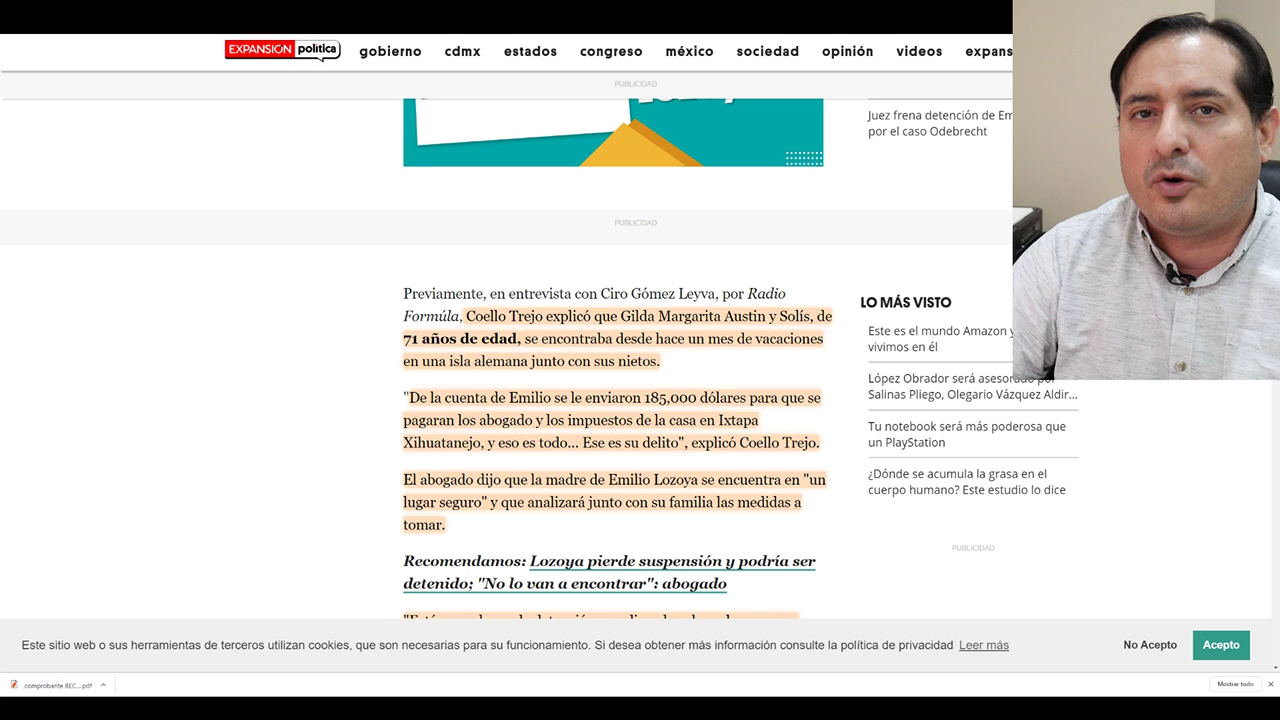 EXPANSIÓN política
gobierno
cdmx
estados
congreso
méxico
sociedad
opinión
videos
expans
PUBLICIDAD
Juez frena detención de Em
por el caso Odebrecht
PUBLICIDAD
Previamente, en entrevista con Ciro Gómez Leyva, por Radio
Formúla, Coello Trejo explicó que Gilda Margarita Austin y Solís, de
71 años de edad, se encontraba desde hace un mes de vacaciones
en una isla alemana junto con sus nietos.
"De la cuenta de Emilio se le enviaron 185,000 dólares para que se
pagaran los abogado y los impuestos de la casa en Ixtapa
Xihuatanejo, y eso es todo... Ese es su delito", explicó Coello Trejo.
El abogado dijo que la madre de Emilio Lozoya se encuentra en "un
lugar seguro" y que analizará junto con su familia las medidas a
tomar.
Recomendamos: Lozoya pierde suspensión y podría ser
detenido; "No lo van a encontrar": abogado
LO MÁS VISTO
Este es el mundo Amazon y
vivimos en él
López Obrador será asesorado por
Salinas Pliego, Olegario Vázquez Aldir...
Tu notebook será más poderosa que
un PlayStation
¿Dónde se acumula la grasa en el
cuerpo humano? Este estudio lo dice
PUBLICIDAD
Este sitio web o sus herramientas de terceros utilizan cookies, que son necesarias para su funcionamiento. Si desea obtener más información consulte la política de privacidad Leer más
No Acepto
Acepto
comprobante BEC....pdf
Mostrar todo